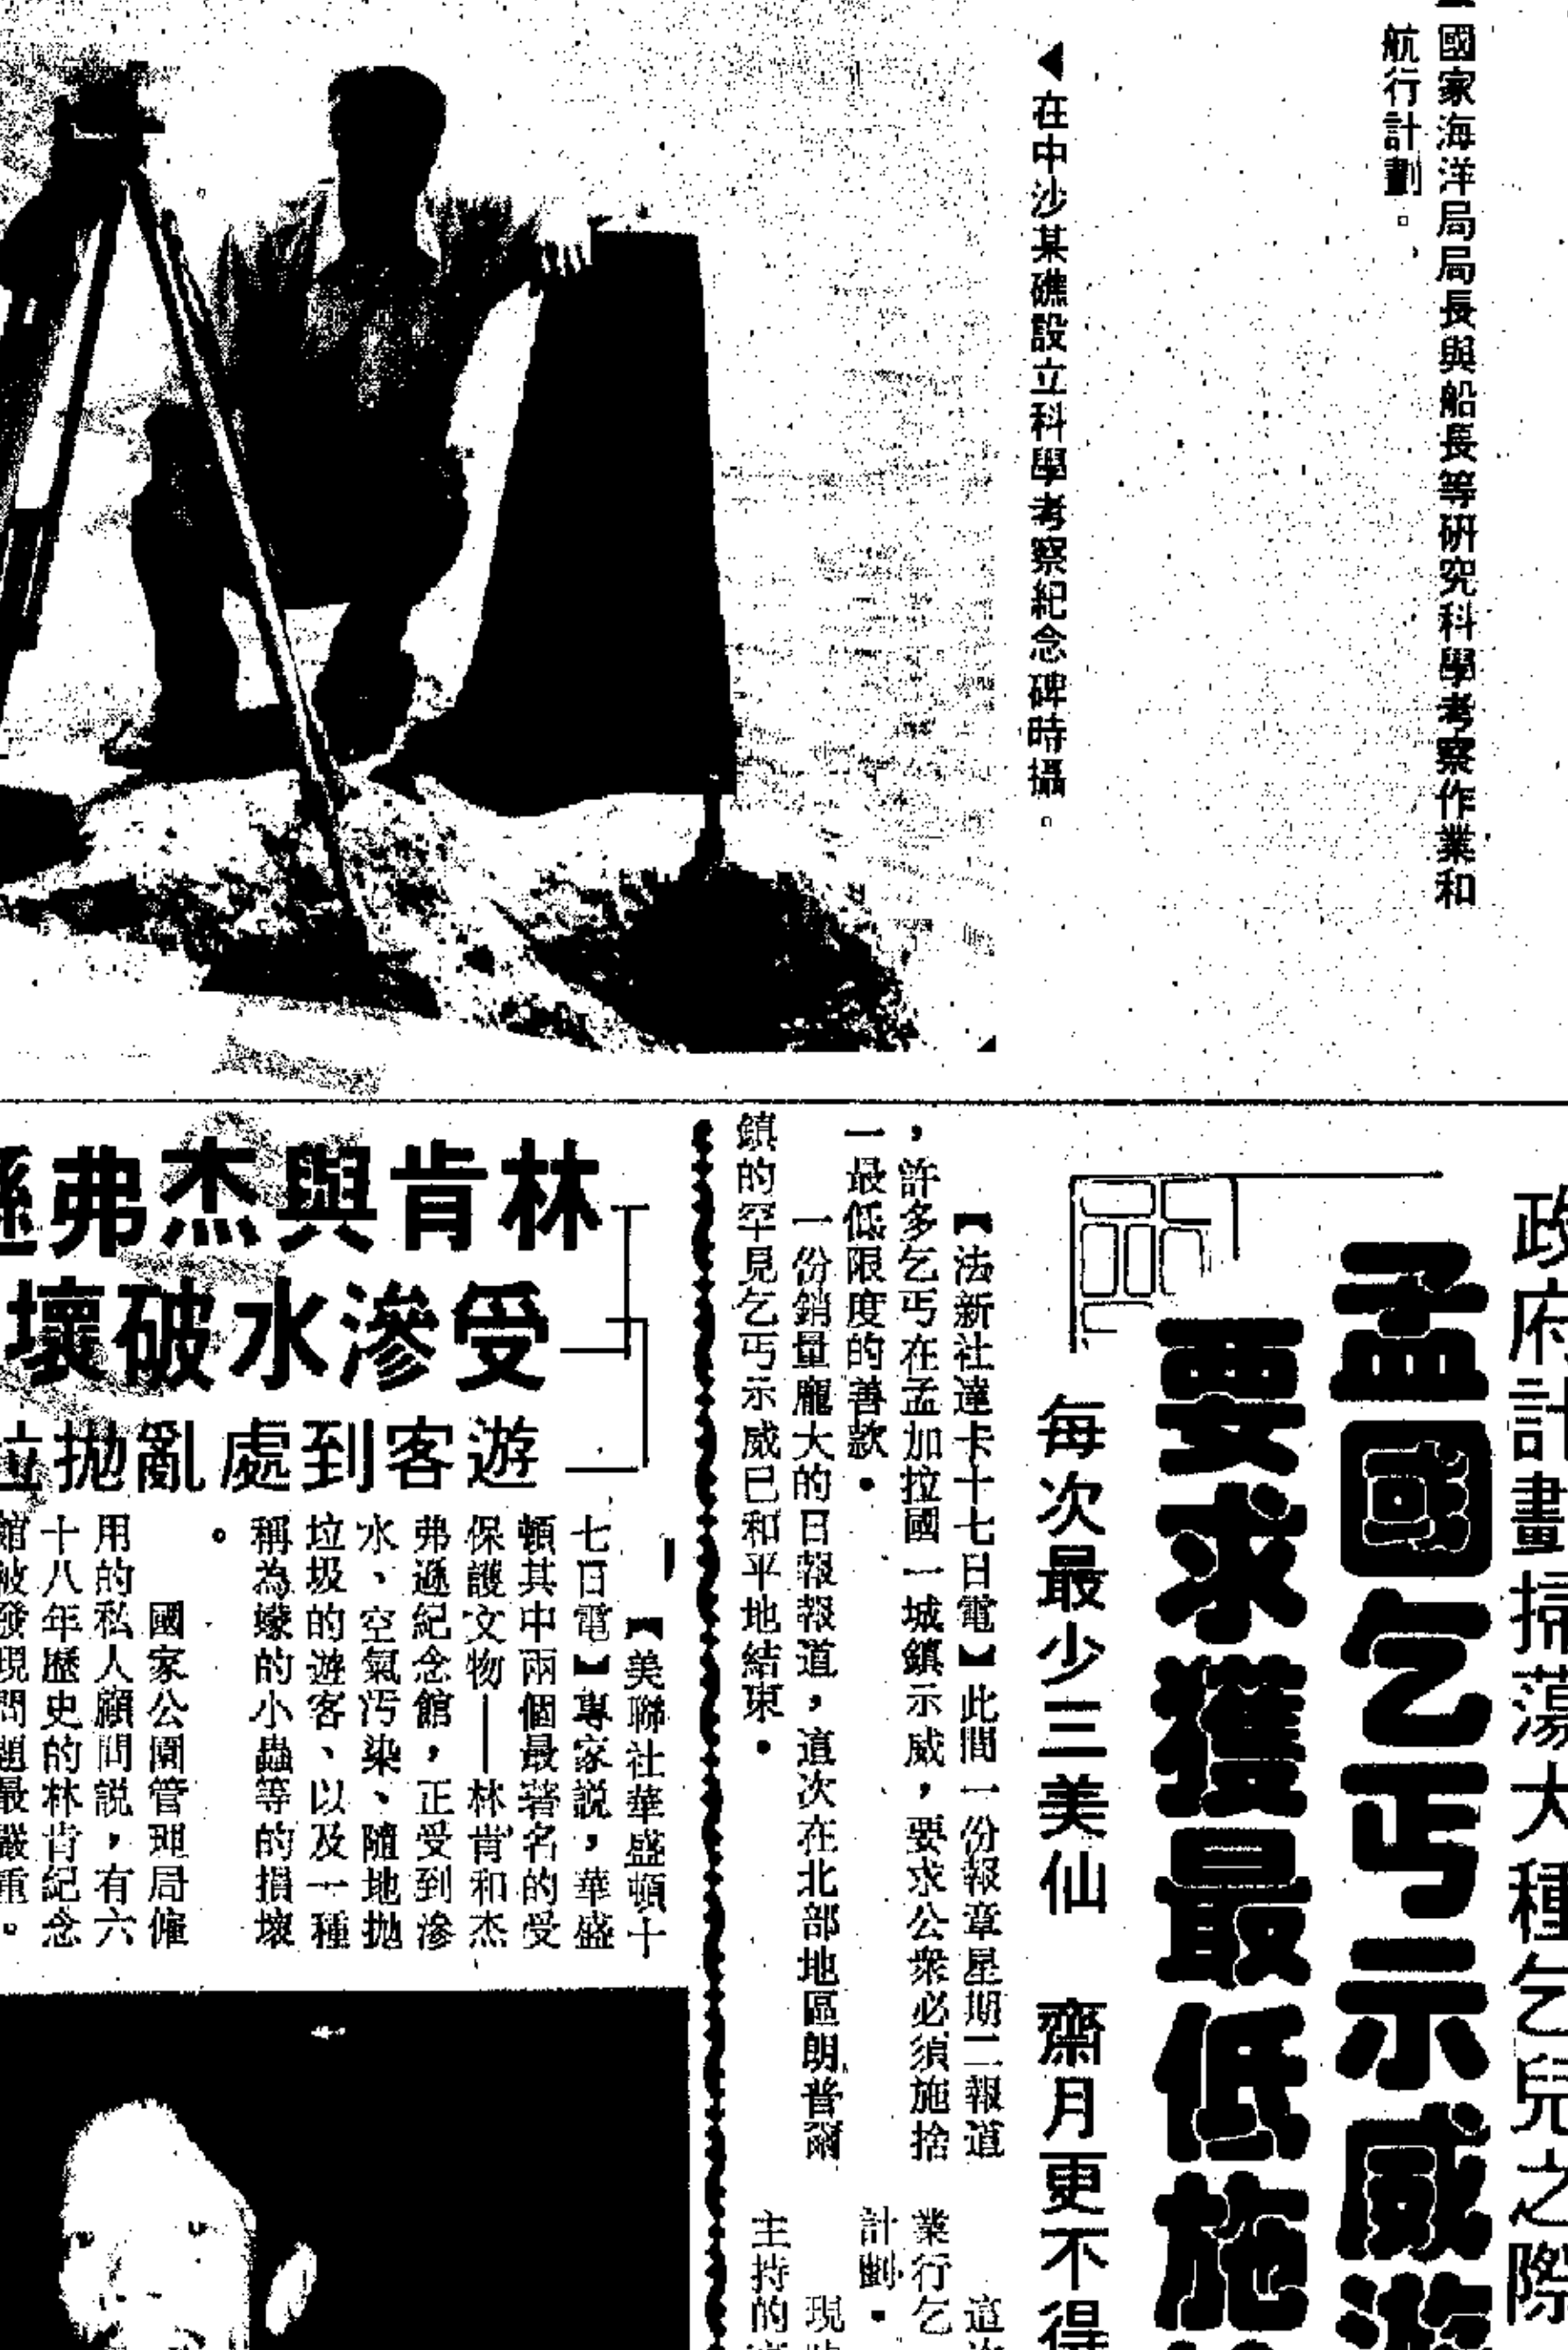 國家海洋局局長與船長等研究科學考察作業和
航行計劃。
◀在中沙某礁設立科學考察紀念碑時攝。
政府計畫掃蕩大種乞兒之際
孟國乞丐示威遊
要求獲最低施
每次最少三美仙　齋月更不得
【法新社達卡十七日電】此間一份報章星期二報道
，許多乞丐在孟加拉國一城鎮示威，要求公衆必須施捨
一最低限度的善款．
一份銷量龐大的日報報道，這次在北部地區朗普爾
鎮的罕見乞丐示威已和平地結束．
這
業行乞
計劃．
現
主持的
林肯與杰弗遜
受滲水破壞
遊客到處亂拋垃
【美聯社華盛頓十
七日電】專家説，華盛
頓其中兩個最著名的受
保護文物——林肯和杰
弗遜紀念館，正受到滲
水、空氣污染、隨地拋
垃圾的遊客、以及一種
稱為蠓的小蟲等的損壞
。
國家公園管理局僱
用的私人顧問説，有六
十八年歷史的林肯紀念
館被發現問題最嚴重。